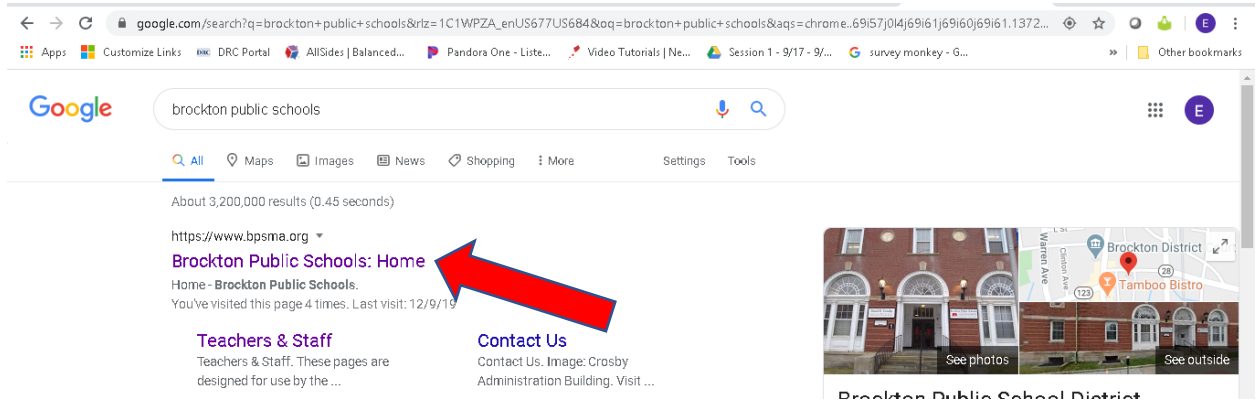 google.com/search?q=brockton+public+schools&rlz=1C1WPZA_enUS677US684&oq=brockton+public+schools&aqs=chrome..69i57j0l4j69i61j69i60j69i61.1372...
E
Apps Customize Links DRC Portal AllSides | Balanced... Pandora One - Liste... Video Tutorials | Ne... Session 1 - 9/17 - 9/... survey monkey - G... » Other bookmarks
Google
brockton public schools
E
All Maps Images News Shopping More Settings Tools
About 3,200,000 results (0.45 seconds)
https://www.bpsma.org
Brockton Public Schools: Home
Home - Brockton Public Schools.
You've visited this page 4 times. Last visit: 12/9/19
Teachers & Staff
Teachers & Staff. These pages are
designed for use by the ...
Contact Us
Contact Us. Image: Crosby
Administration Building. Visit ...
Warren Ave
Clinton Ave
Brockton District
28
123
Tamboo Bistro
See photos
See outside
Brockton Public School District